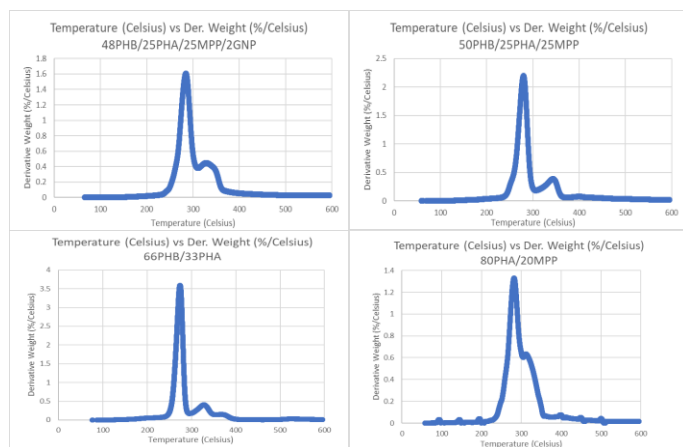 Temperature (Celsius) vs Der. Weight (%/Celsius)
48PHB/25PHA/25MPP/2GNP
Derivative Weight (%/Celsius)
1.8
1.6
1.4
1.2
1
0.8
0.6
0.4
0.2
0
0 100 200 300 400 500 600
Temperature (Celsius)
Temperature (Celsius) vs Der. Weight (%/Celsius)
50PHB/25PHA/25MPP
Derivative Weight (%/Celsius)
2.5
2
1.5
1
0.5
0
0 100 200 300 400 500 600
Temperature (Celsius)
Temperature (Celsius) vs Der. Weight (%/Celsius)
66PHB/33PHA
Derivative Weight (%/Celsius)
4
3.5
3
2.5
2
1.5
1
0.5
0
0 100 200 300 400 500 600
Temperature (Celsius)
Temperature (Celsius) vs Der. Weight (%/Celsius)
80PHA/20MPP
Derivative Weight (%/Celsius)
1.4
1.2
1
0.8
0.6
0.4
0.2
0
0 100 200 300 400 500 600
Temperature (Celsius)